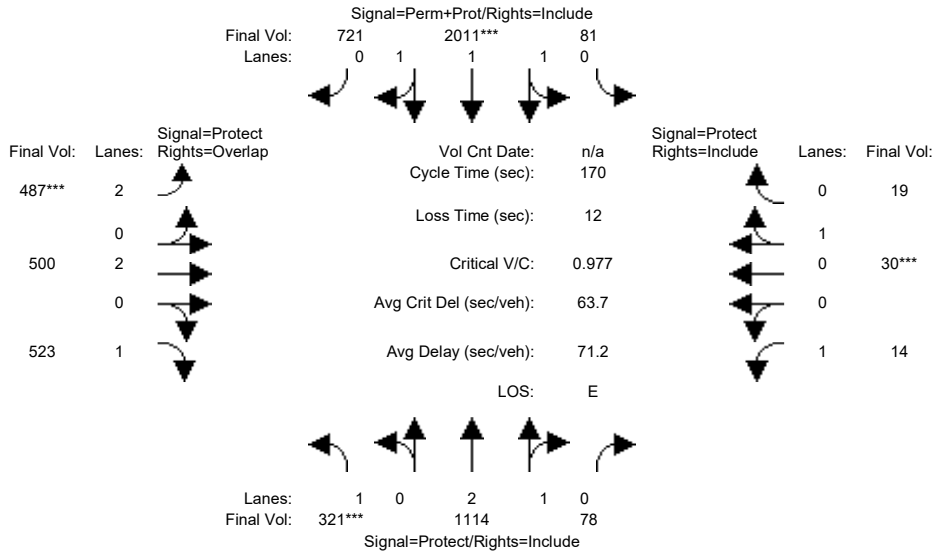 Signal=Perm+Prot/Rights=Include
Final Vol: 721 2011*** 81
Lanes: 0 1 1 1 0
Signal=Protect
Final Vol: Lanes: Rights=Overlap
Vol Cnt Date: n/a
Signal=Protect
Rights=Include Lanes: Final Vol:
Cycle Time (sec): 170
487*** 2
0 19
Loss Time (sec): 12
0
1
500 2
Critical V/C: 0.977
0 30***
0
Avg Crit Del (sec/veh): 63.7
0
523 1
Avg Delay (sec/veh): 71.2
1 14
LOS: E
Lanes: 1 0 2 1 0
Final Vol: 321*** 1114 78
Signal=Protect/Rights=Include